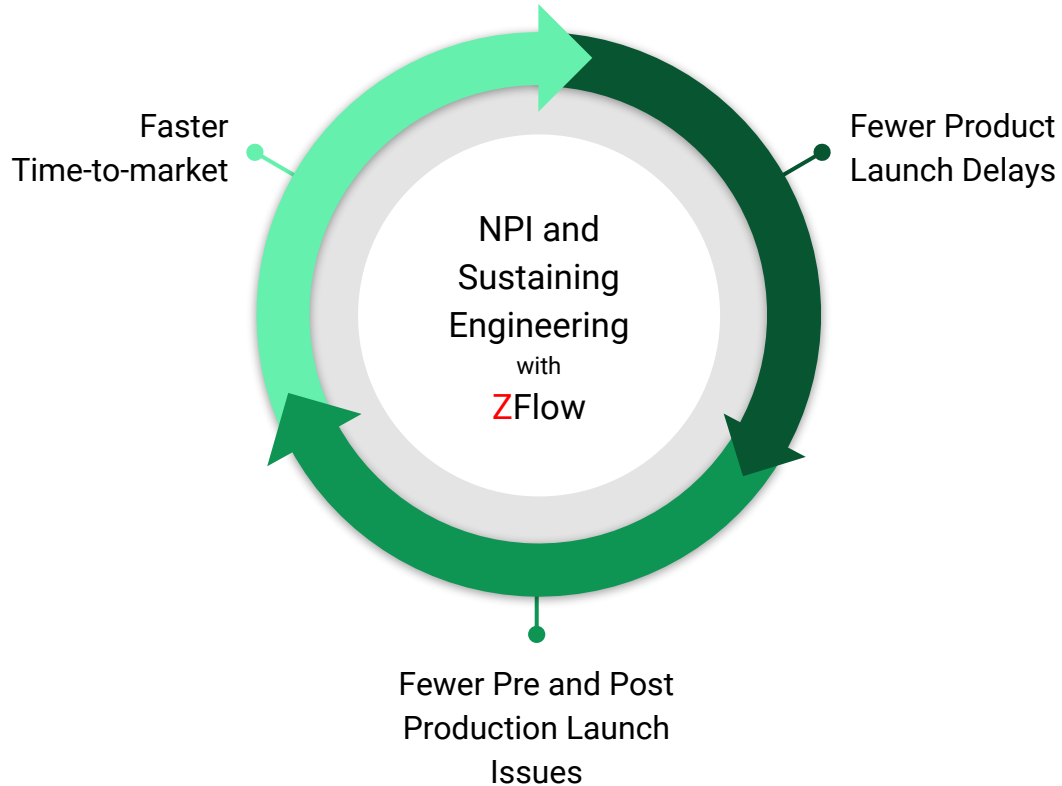 Faster
Time-to-market
Fewer Product
Launch Delays
NPI and
Sustaining
Engineering
with
ZFlow
Fewer Pre and Post
Production Launch
Issues